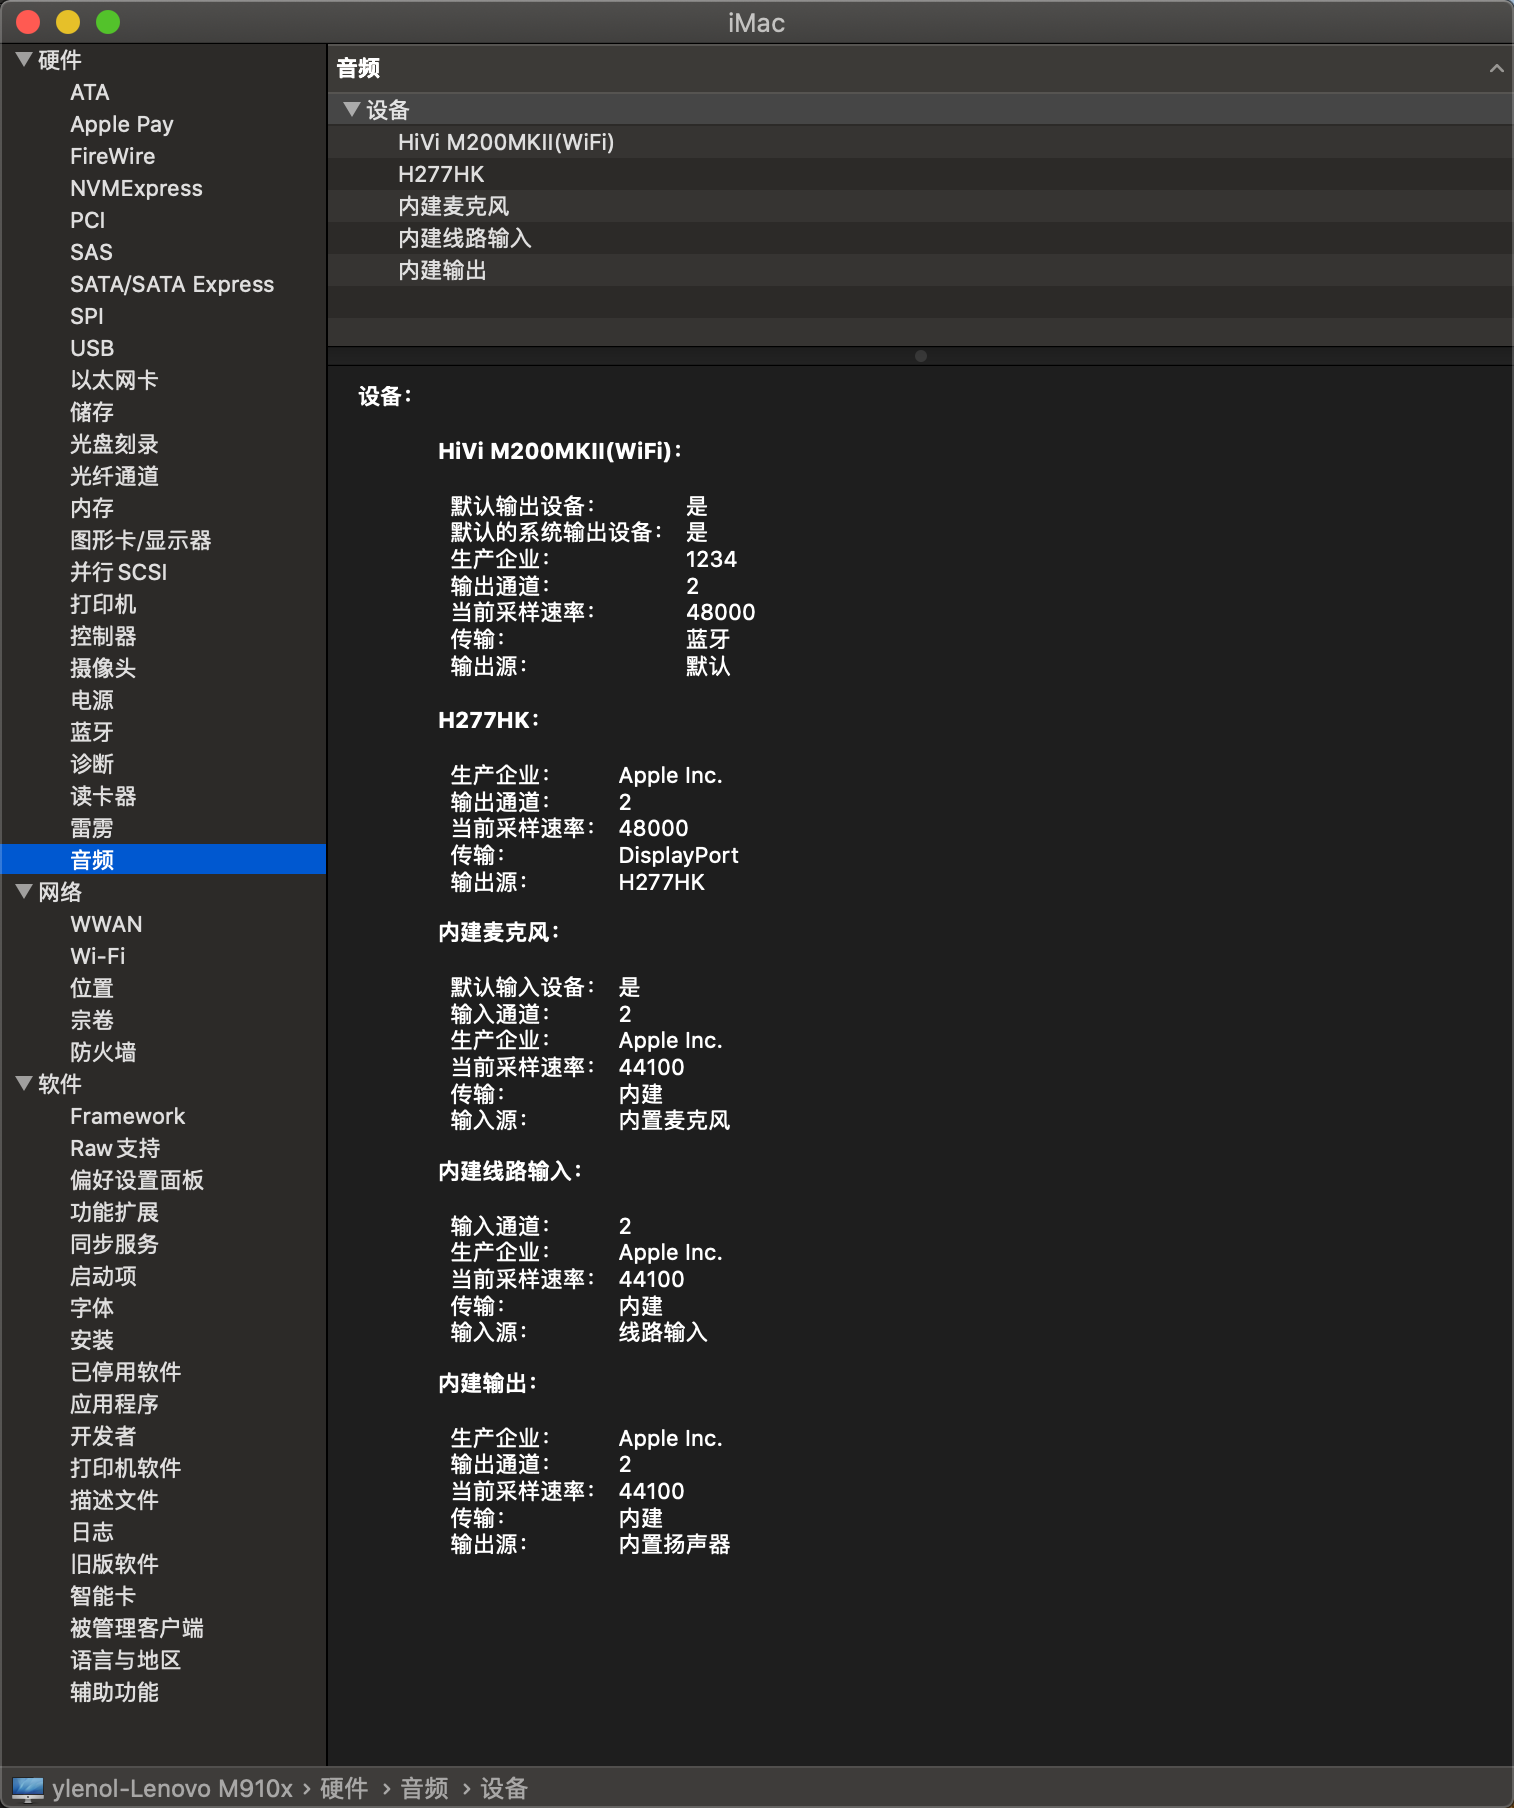 iMac
硬件
ATA
Apple Pay
FireWire
NVMExpress
PCI
SAS
SATA/SATA Express
SPI
USB
以太网卡
储存
光盘刻录
光纤通道
内存
图形卡/显示器
并行 SCSI
打印机
控制器
摄像头
电源
蓝牙
诊断
读卡器
雷雳
音频
网络
WWAN
Wi-Fi
位置
宗卷
防火墙
软件
Framework
Raw 支持
偏好设置面板
功能扩展
同步服务
启动项
字体
安装
已停用软件
应用程序
开发者
打印机软件
描述文件
日志
旧版软件
智能卡
被管理客户端
语言与地区
辅助功能
音频
设备
HiVi M200MKII(WiFi)
H277HK
内建麦克风
内建线路输入
内建输出
设备：
HiVi M200MKII(WiFi)：
默认输出设备： 是
默认的系统输出设备： 是
生产企业： 1234
输出通道： 2
当前采样速率： 48000
传输： 蓝牙
输出源： 默认
H277HK：
生产企业： Apple Inc.
输出通道： 2
当前采样速率： 48000
传输： DisplayPort
输出源： H277HK
内建麦克风：
默认输入设备： 是
输入通道： 2
生产企业： Apple Inc.
当前采样速率： 44100
传输： 内建
输入源： 内置麦克风
内建线路输入：
输入通道： 2
生产企业： Apple Inc.
当前采样速率： 44100
传输： 内建
输入源： 线路输入
内建输出：
生产企业： Apple Inc.
输出通道： 2
当前采样速率： 44100
传输： 内建
输出源： 内置扬声器
ylenol-Lenovo M910x › 硬件 › 音频 › 设备